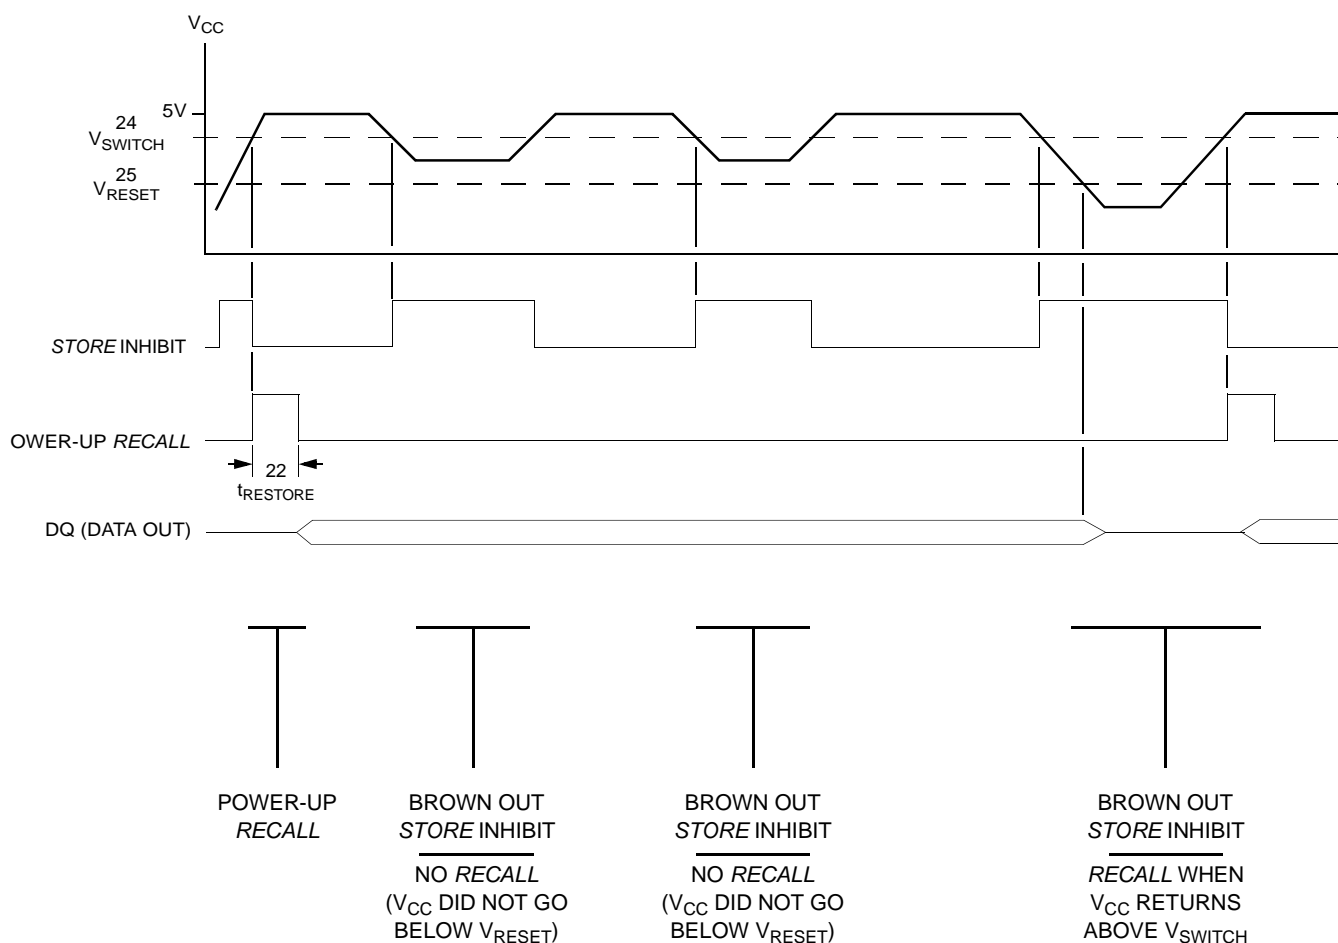 VCC
5V
24
VSWITCH
25
VRESET
STORE INHIBIT
OWER-UP RECALL
22
tRESTORE
DQ (DATA OUT)
POWER-UP
RECALL
BROWN OUT
STORE INHIBIT
NO RECALL
(VCC DID NOT GO
BELOW VRESET)
BROWN OUT
STORE INHIBIT
NO RECALL
(VCC DID NOT GO
BELOW VRESET)
BROWN OUT
STORE INHIBIT
RECALL WHEN
VCC RETURNS
ABOVE VSWITCH